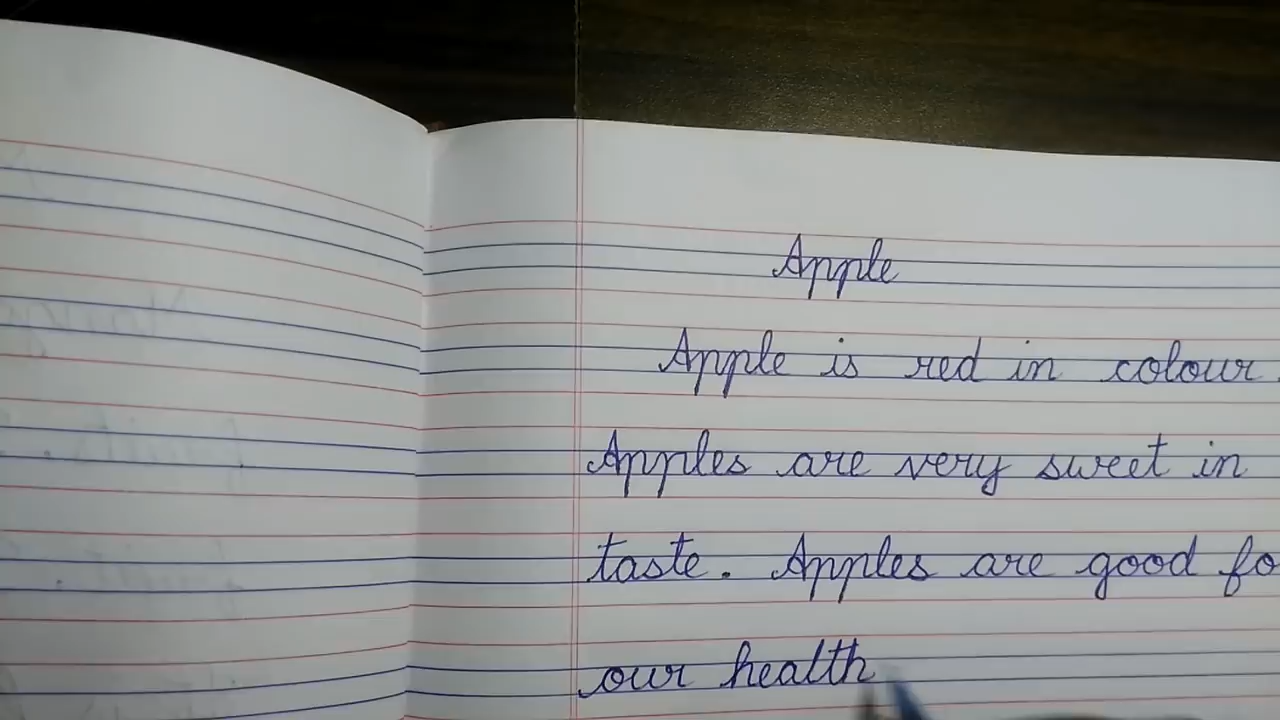 Apple
Apple is red in colour.
Apples are very sweet in
taste. Apples are good fo
our health